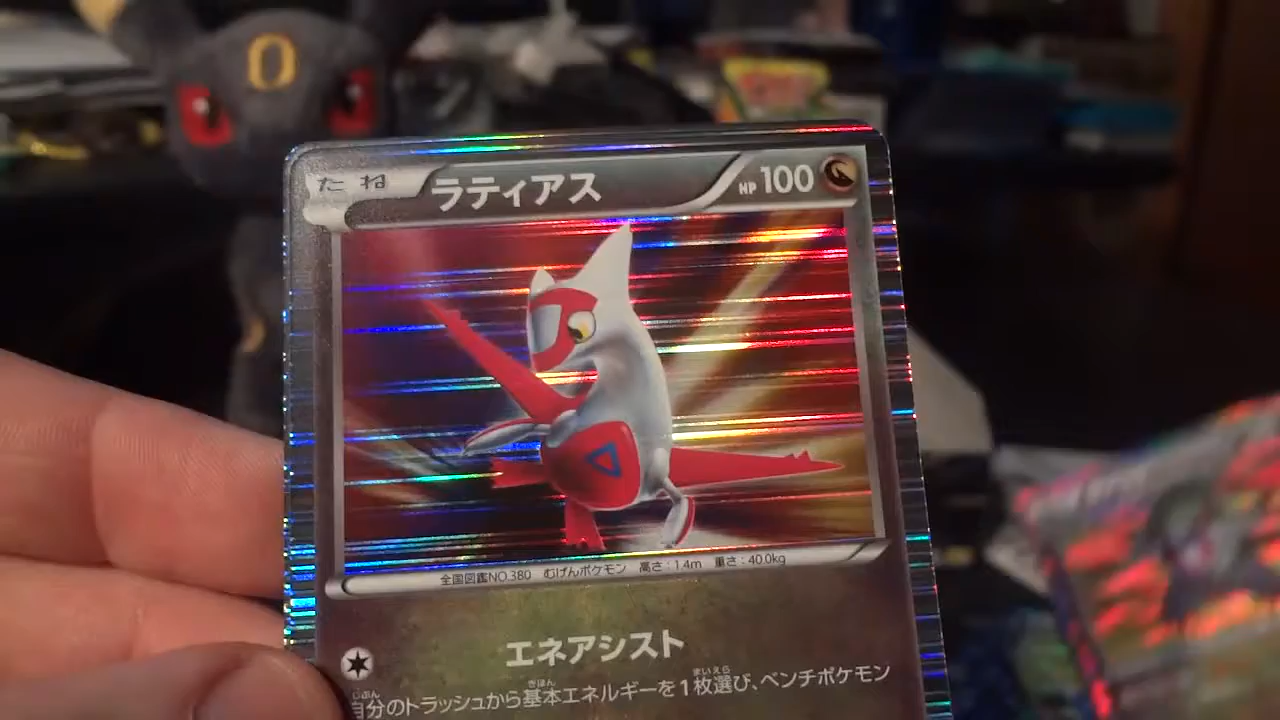 たね ラティアス HP100
全国図鑑NO.380 むげんポケモン 高さ:1.4m 重さ:40.0kg
エネアシスト
自分のトラッシュから基本エネルギーを1枚選び、ベンチポケモン